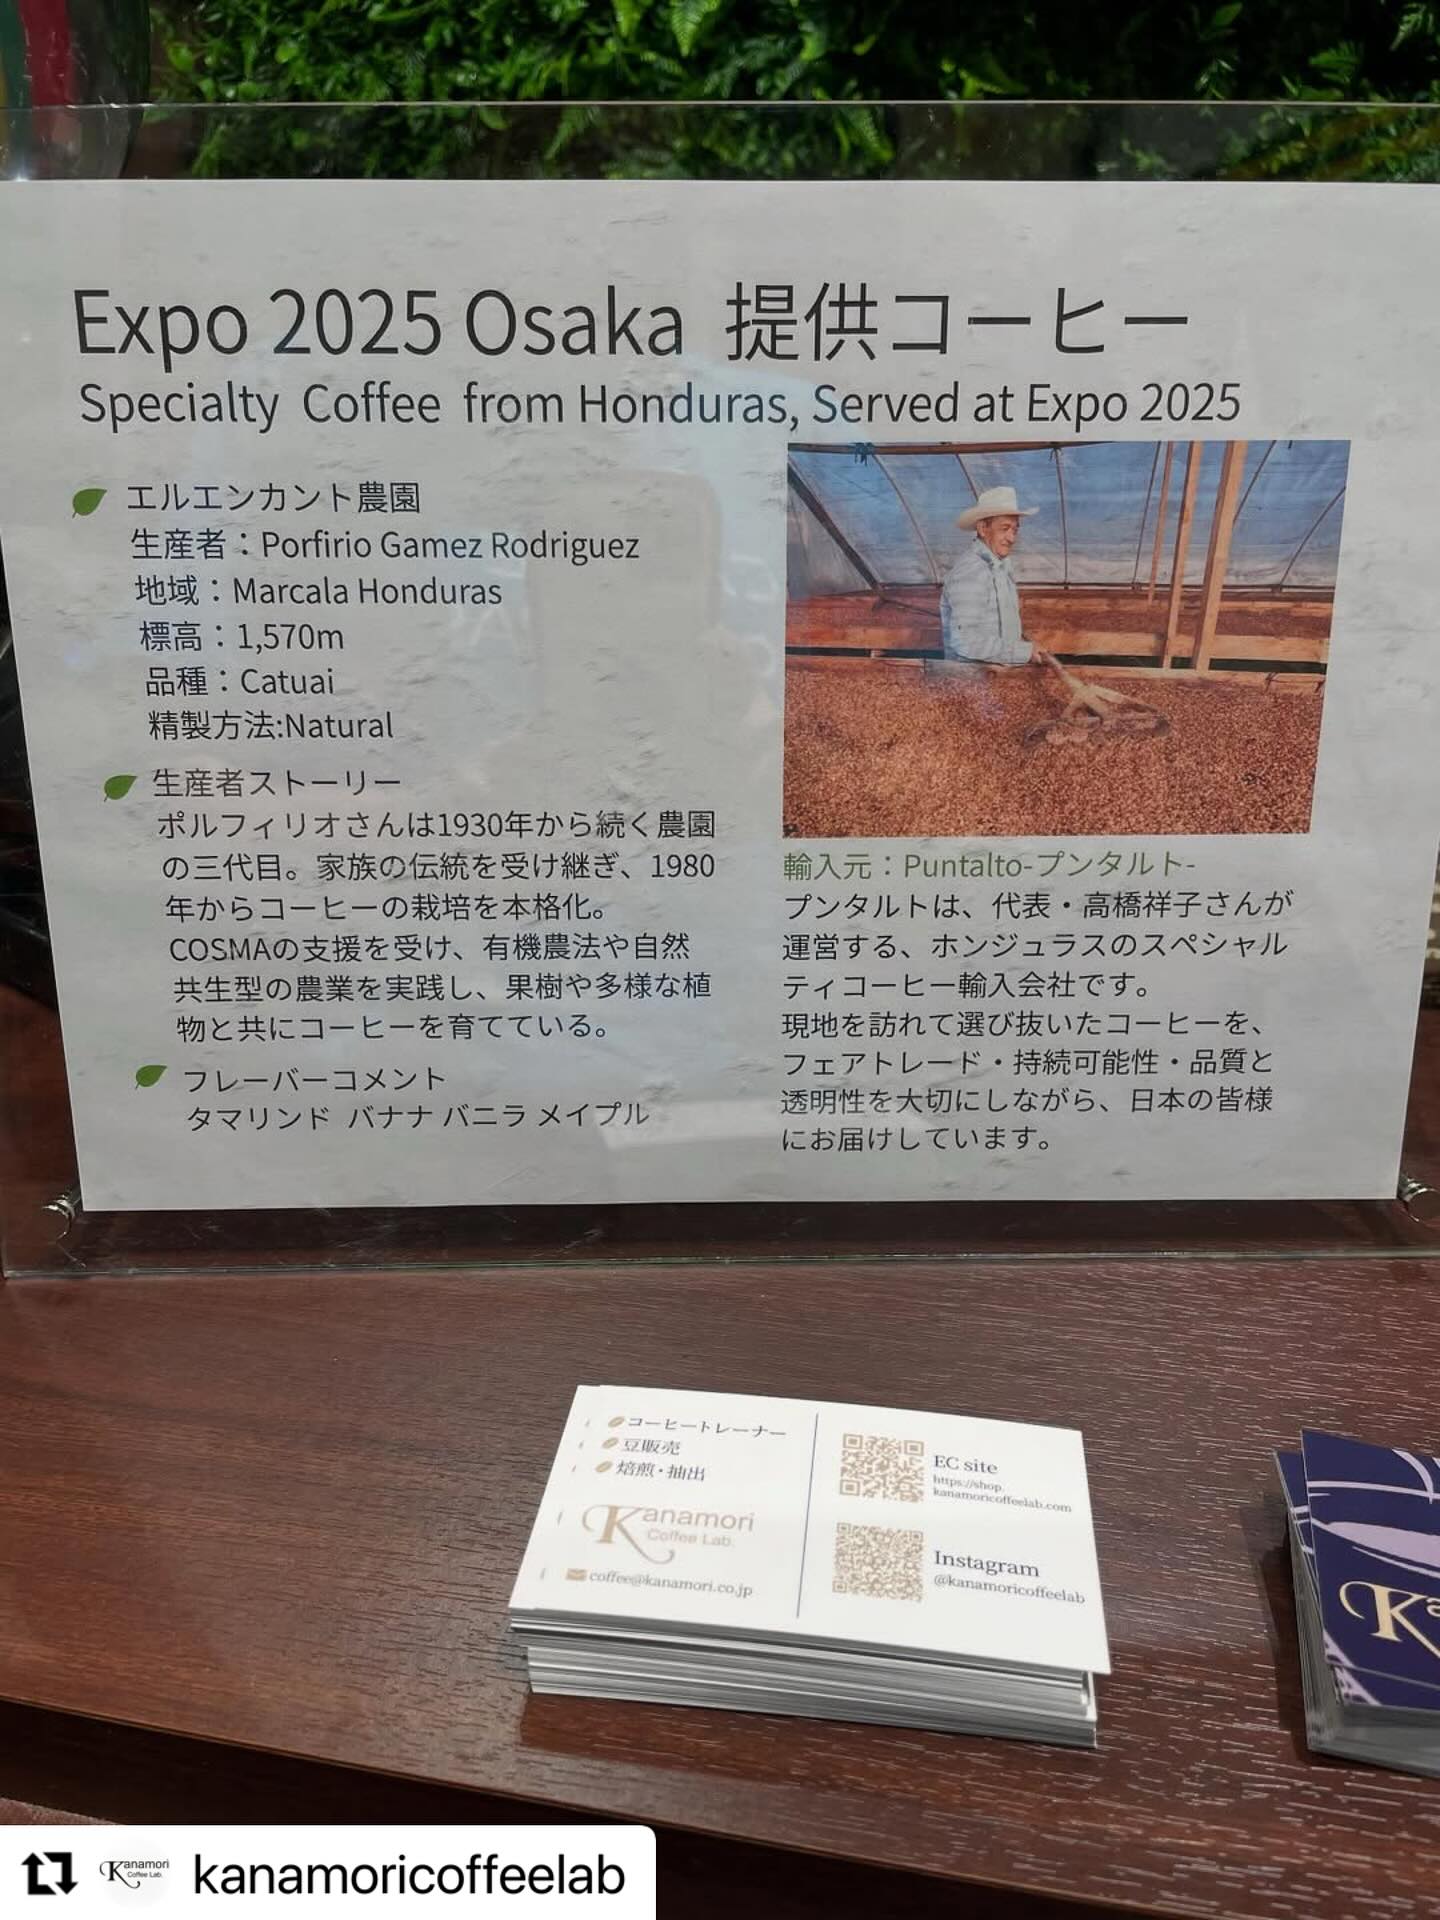 Expo 2025 Osaka 提供コーヒー
Specialty Coffee from Honduras, Served at Expo 2025
エルエンカント農園
生産者：Porfirio Gamez Rodriguez
地域：Marcala Honduras
標高：1,570m
品種：Catuai
精製方法:Natural
生産者ストーリー
ポルフィリオさんは1930年から続く農園
の三代目。家族の伝統を受け継ぎ、1980
年からコーヒーの栽培を本格化。
COSMAの支援を受け、有機農法や自然
共生型の農業を実践し、果樹や多様な植
物と共にコーヒーを育てている。
フレーバーコメント
タマリンド バナナ バニラ メイプル
輸入元：Puntalto-プンタルト-
プンタルトは、代表・高橋祥子さんが
運営する、ホンジュラスのスペシャル
ティコーヒー輸入会社です。
現地を訪れて選び抜いたコーヒーを、
フェアトレード・持続可能性・品質と
透明性を大切にしながら、日本の皆様
にお届けしています。
コーヒートレーナー
豆販売
焙煎・抽出
Kanamori
Coffee Lab.
coffee@kanamori.co.jp
EC site
https://shop.
kanamoricoffeelab.com
Instagram
@kanamoricoffeelab
Kanamori
Coffee Lab.
kanamoricoffeelab